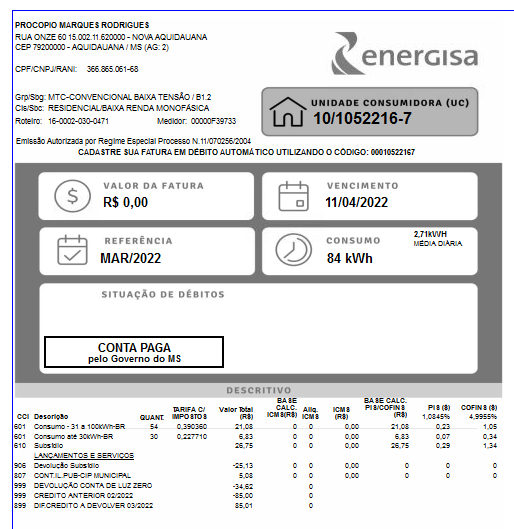 PROCOPIO MARQUES RODRIGUES
RUA ONZE 60 15.002.11.620000 - NOVA AQUIDAUANA
CEP 79200000 - AQUIDAUANA / MS (AG: 2)
CPF/CNPJ/RANI: 366.865.061-68
energisa
Grp/Sbg: MTC-CONVENCIONAL BAIXA TENSÃO / B1.2
Cls/Sbc: RESIDENCIAL/BAIXA RENDA MONOFÁSICA
Roteiro: 16-0002-030-0471 Medidor: 00000F39733
UNIDADE CONSUMIDORA (UC)
10/1052216-7
Emissão Autorizada por Regime Especial Processo N.11/070256/2004
CADASTRE SUA FATURA EM DÉBITO AUTOMÁTICO UTILIZANDO O CÓDIGO: 00010522167
VALOR DA FATURA
R$ 0,00
VENCIMENTO
11/04/2022
REFERÊNCIA
MAR/2022
CONSUMO
84 kWh
2,71kWH
MÉDIA DIÁRIA
SITUAÇÃO DE DÉBITOS
CONTA PAGA
pelo Governo do MS
DESCRITIVO
CCI Descrição QUANT. TARIFA C/ IMPOSTOS Valor Total (R$) BASE CALC. ICMS(R$) Aliq. ICMS ICMS (R$) BASE CALC. PIS/COFINS (R$) PIS ($) 1,0845% COFINS ($) 4,9955%
601 Consumo - 31 a 100kWh-BR 54 0,390360 21,08 0 0 0,00 21,08 0,23 1,05
601 Consumo até 30kWh-BR 30 0,227710 6,83 0 0 0,00 6,83 0,07 0,34
610 Subsídio 26,75 0 0 0,00 26,75 0,29 1,34
LANÇAMENTOS E SERVIÇOS
906 Devolução Subsídio -25,13 0 0 0,00
807 CONT.IL.PUB-CIP MUNICIPAL 5,08 0 0 0,00
999 DEVOLUÇÃO CONTA DE LUZ ZERO -34,62 0
999 CREDITO ANTERIOR 02/2022 -85,00 0
899 DIF.CREDITO A DEVOLVER 03/2022 85,01 0